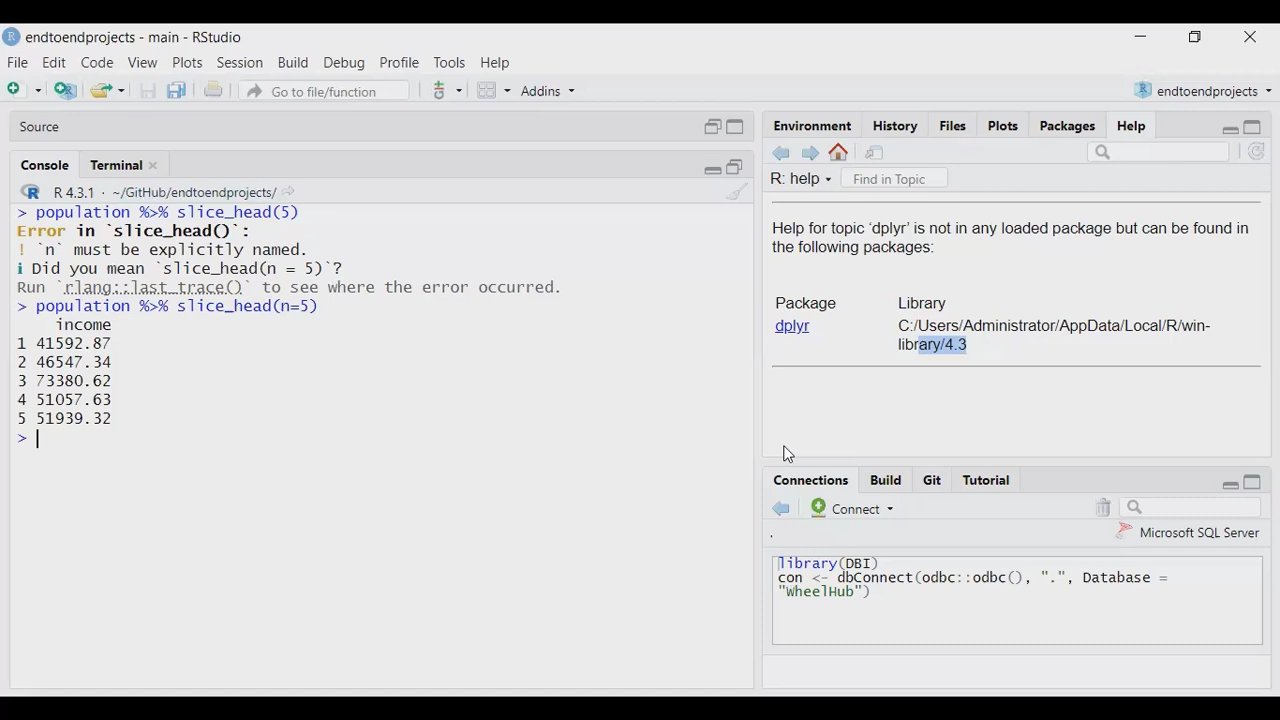 endtoendprojects - main - RStudio
File Edit Code View Plots Session Build Debug Profile Tools Help
Go to file/function Addins endtoendprojects
Source
Console Terminal
R 4.3.1 · ~/GitHub/endtoendprojects/
> population %>% slice_head(5)
Error in `slice_head()`:
! `n` must be explicitly named.
i Did you mean `slice_head(n = 5)`?
Run `rlang::last_trace()` to see where the error occurred.
> population %>% slice_head(n=5)
income
1 41592.87
2 46547.34
3 73380.62
4 51057.63
5 51939.32
>
Environment History Files Plots Packages Help
R: help Find in Topic
Help for topic ‘dplyr’ is not in any loaded package but can be found in
the following packages:
Package Library
dplyr C:/Users/Administrator/AppData/Local/R/win-
library/4.3
Connections Build Git Tutorial
Connect
. Microsoft SQL Server
library(DBI)
con <- dbConnect(odbc::odbc(), ".", Database =
"WheelHub")